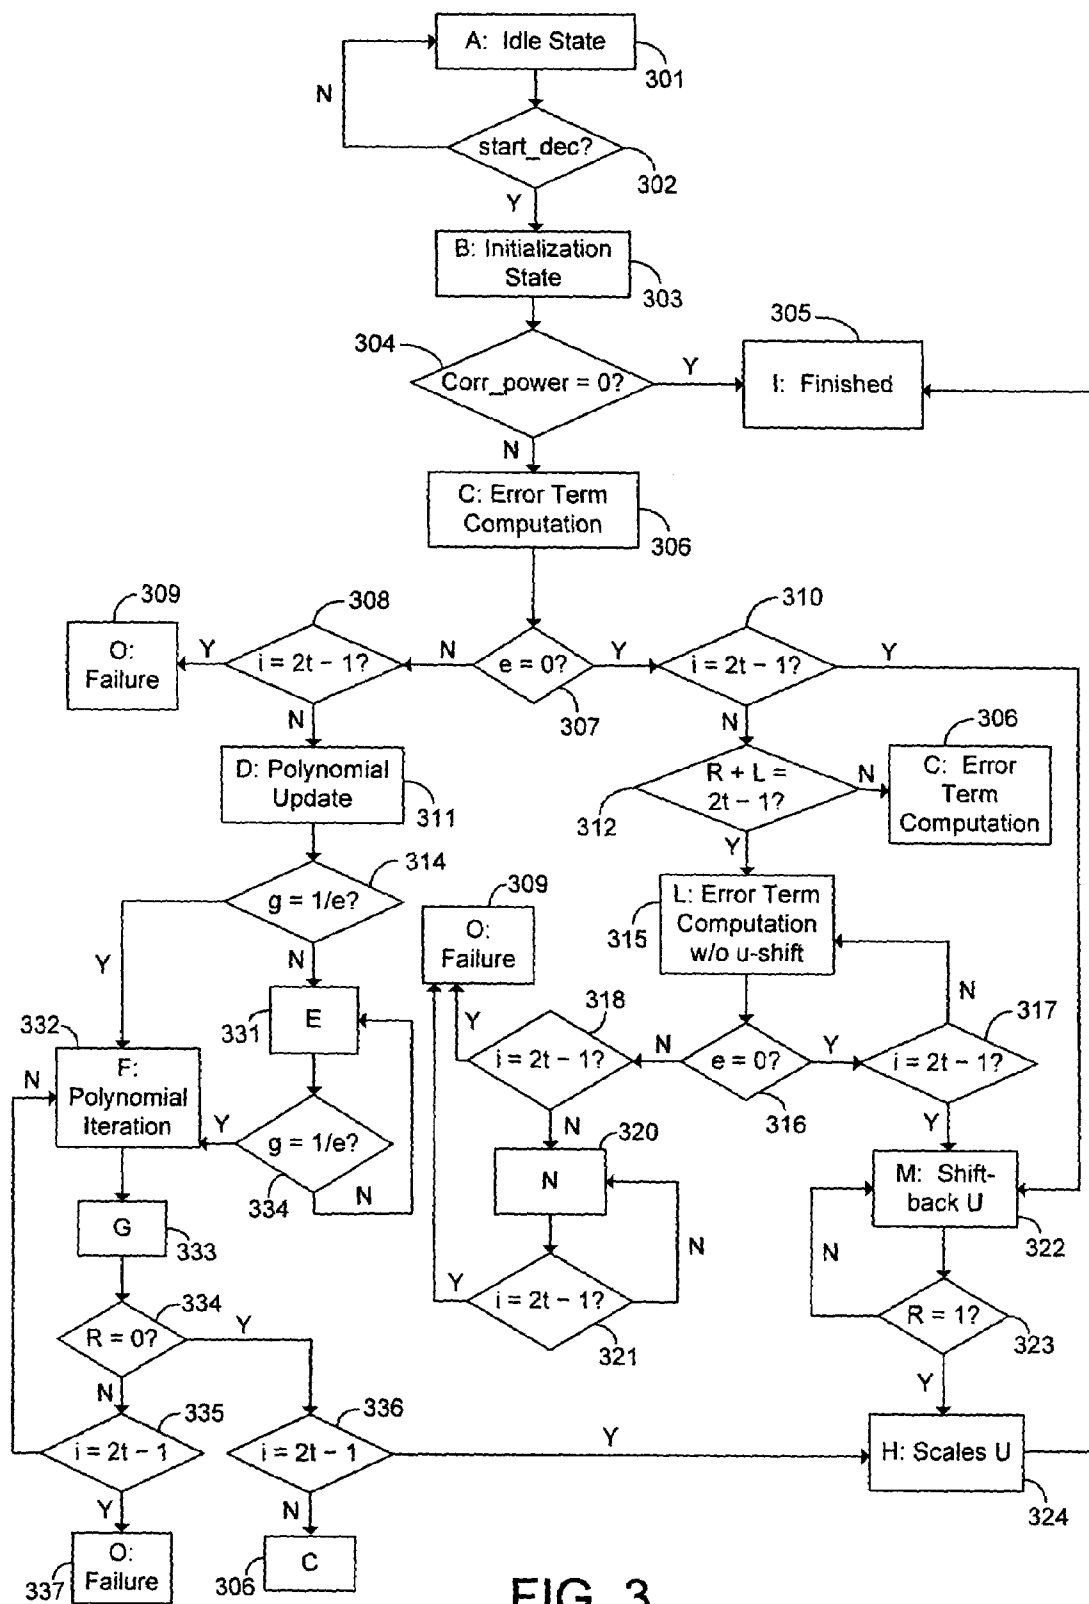 A: Idle State
301
N
start_dec?
302
Y
B: Initialization
State
303
305
304
Corr_power = 0?
Y
I: Finished
N
C: Error Term
Computation
306
309
308
310
O:
Failure
Y
i = 2t − 1?
N
e = 0?
Y
i = 2t − 1?
Y
307
N
N
306
D: Polynomial
Update
311
R + L =
2t − 1?
312
N
C: Error
Term
Computation
Y
314
g = 1/e?
309
O:
Failure
L: Error Term
Computation
w/o u-shift
315
Y
N
N
331
E
318
317
332
Y
F:
Polynomial
Iteration
N
i = 2t − 1?
N
e = 0?
Y
i = 2t − 1?
316
Y
g = 1/e?
N
320
Y
334
N
N
M: Shift-
back U
322
G
333
N
N
334
R = 0?
Y
Y
i = 2t − 1?
321
R = 1?
323
N
Y
335
336
i = 2t − 1
i = 2t − 1
Y
H: Scales U
324
Y
N
O:
Failure
337
C
306
FIG. 3